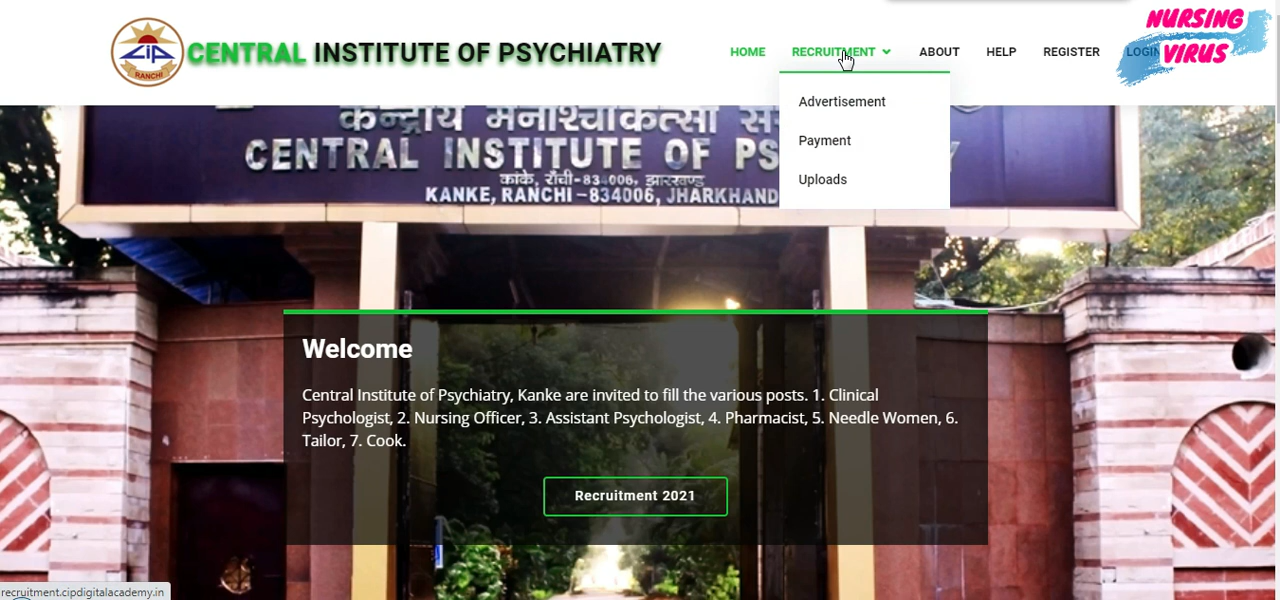 CIP
RANCHI
CENTRAL INSTITUTE OF PSYCHIATRY
HOME RECRUITMENT ABOUT HELP REGISTER LOGIN
NURSING
VIRUS
Advertisement
Payment
Uploads
केन्द्रीय मनश्चिकित्सा
CENTRAL INSTITUTE OF PS Y
कांके, राँची-834006, झारखण्ड
KANKE, RANCHI-834006, JHARKHAND
Welcome
Central Institute of Psychiatry, Kanke are invited to fill the various posts. 1. Clinical
Psychologist, 2. Nursing Officer, 3. Assistant Psychologist, 4. Pharmacist, 5. Needle Women, 6.
Tailor, 7. Cook.
Recruitment 2021
recruitment.cipdigitalacademy.in